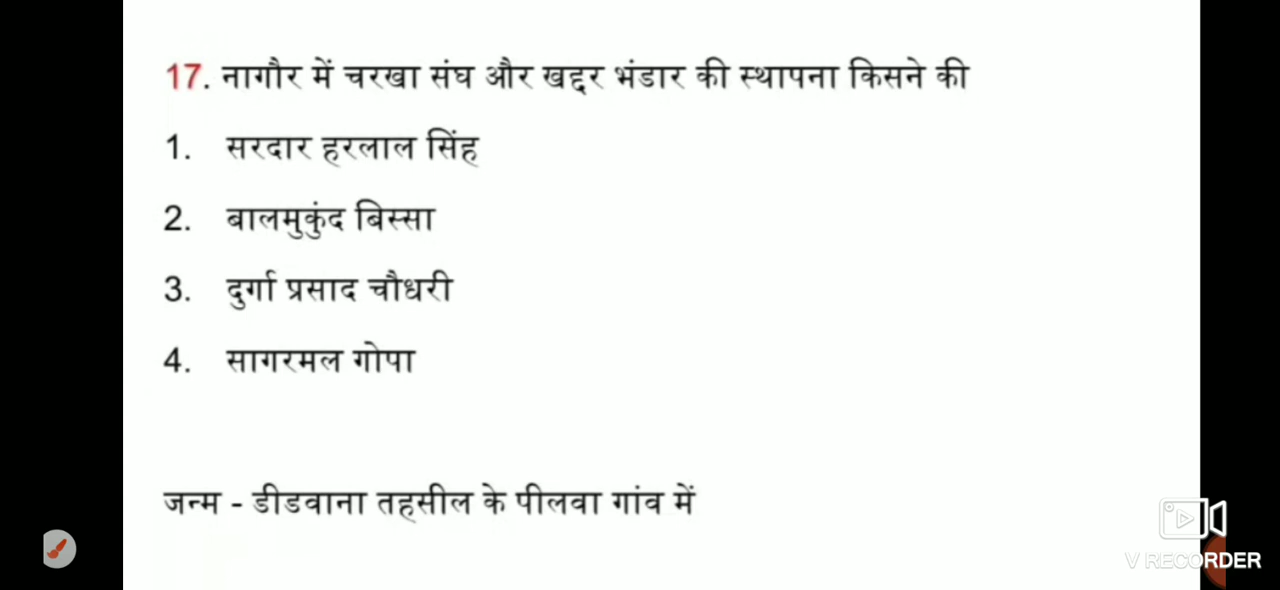 17. नागौर में चरखा संघ और खद्दर भंडार की स्थापना किसने की
1. सरदार हरलाल सिंह
2. बालमुकुंद बिस्सा
3. दुर्गा प्रसाद चौधरी
4. सागरमल गोपा
जन्म - डीडवाना तहसील के पीलवा गांव में
V RECORDER